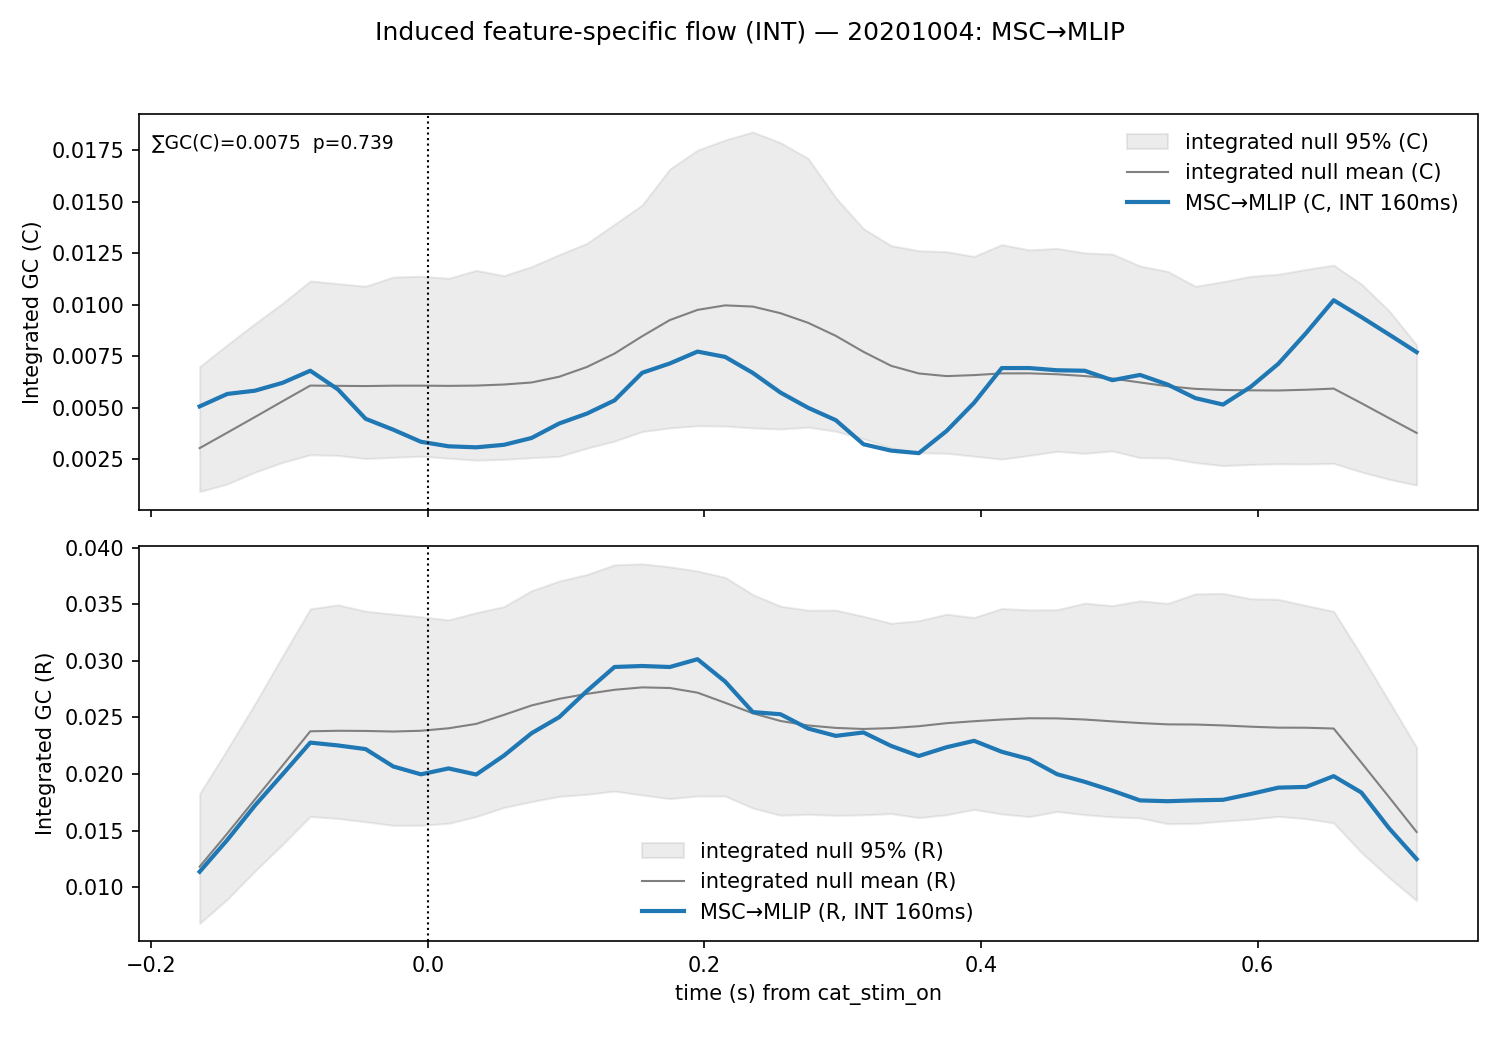 Induced feature-specific flow (INT) — 20201004: MSC→MLIP
∑GC(C)=0.0075  p=0.739
integrated null 95% (C)
integrated null mean (C)
MSC→MLIP (C, INT 160ms)
Integrated GC (C)
0.0175
0.0150
0.0125
0.0100
0.0075
0.0050
0.0025
Integrated GC (R)
0.040
0.035
0.030
0.025
0.020
0.015
0.010
integrated null 95% (R)
integrated null mean (R)
MSC→MLIP (R, INT 160ms)
−0.2 0.0 0.2 0.4 0.6
time (s) from cat_stim_on